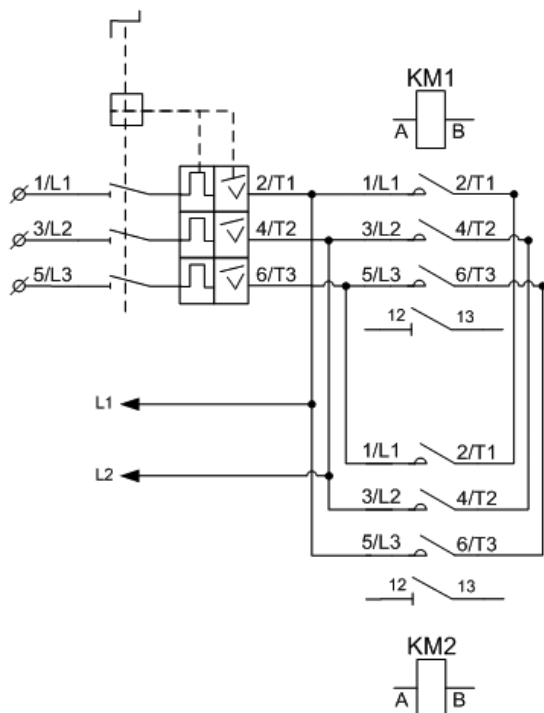 KM1
A B
1/L1 2/T1 1/L1 2/T1
3/L2 4/T2 3/L2 4/T2
5/L3 6/T3 5/L3 6/T3
12 13
L1
1/L1 2/T1
L2
3/L2 4/T2
5/L3 6/T3
12 13
KM2
A B